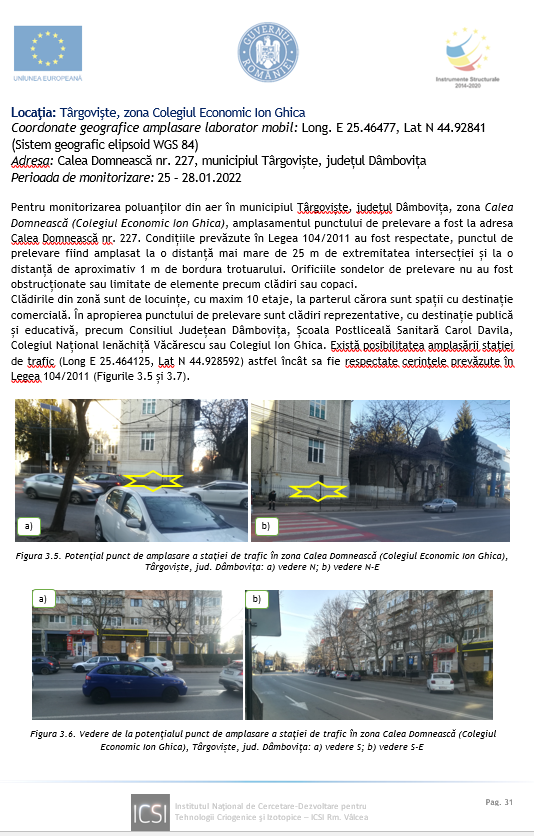 UNIUNEA EUROPEANĂ
GUVERNUL ROMÂNIEI
Instrumente Structurale
2014-2020
Locaţia: Târgovişte, zona Colegiul Economic Ion Ghica
Coordonate geografice amplasare laborator mobil: Long. E 25.46477, Lat N 44.92841
(Sistem geografic elipsoid WGS 84)
Adresa: Calea Domnească nr. 227, municipiul Târgoviște, județul Dâmbovița
Perioada de monitorizare: 25 – 28.01.2022
Pentru monitorizarea poluanților din aer în municipiul Târgoviște, județul Dâmbovița, zona Calea
Domnească (Colegiul Economic Ion Ghica), amplasamentul punctului de prelevare a fost la adresa
Calea Domnească nr. 227. Condițiile prevăzute în Legea 104/2011 au fost respectate, punctul de
prelevare fiind amplasat la o distanță mai mare de 25 m de extremitatea intersecției și la o
distanță de aproximativ 1 m de bordura trotuarului. Orificiile sondelor de prelevare nu au fost
obstrucționate sau limitate de elemente precum clădiri sau copaci.
Clădirile din zonă sunt de locuințe, cu maxim 10 etaje, la parterul cărora sunt spații cu destinație
comercială. În apropierea punctului de prelevare sunt clădiri reprezentative, cu destinație publică
și educativă, precum Consiliul Județean Dâmbovița, Școala Postliceală Sanitară Carol Davila,
Colegiul Național Ienăchiță Văcărescu sau Colegiul Ion Ghica. Există posibilitatea amplasării stației
de trafic (Long E 25.464125, Lat N 44.928592) astfel încât sa fie respectate cerințele prevăzute în
Legea 104/2011 (Figurile 3.5 și 3.7).
a)
b)
Figura 3.5. Potenţial punct de amplasare a staţiei de trafic în zona Calea Domnească (Colegiul Economic Ion Ghica),
Târgoviște, jud. Dâmbovița: a) vedere N; b) vedere N-E
a)
b)
Figura 3.6. Vedere de la potenţialul punct de amplasare a staţiei de trafic în zona Calea Domnească (Colegiul
Economic Ion Ghica), Târgoviște, jud. Dâmbovița: a) vedere S; b) vedere S-E
Pag. 31
ICSI
Institutul Național de Cercetare-Dezvoltare pentru
Tehnologii Criogenice şi Izotopice – ICSI Rm. Vâlcea